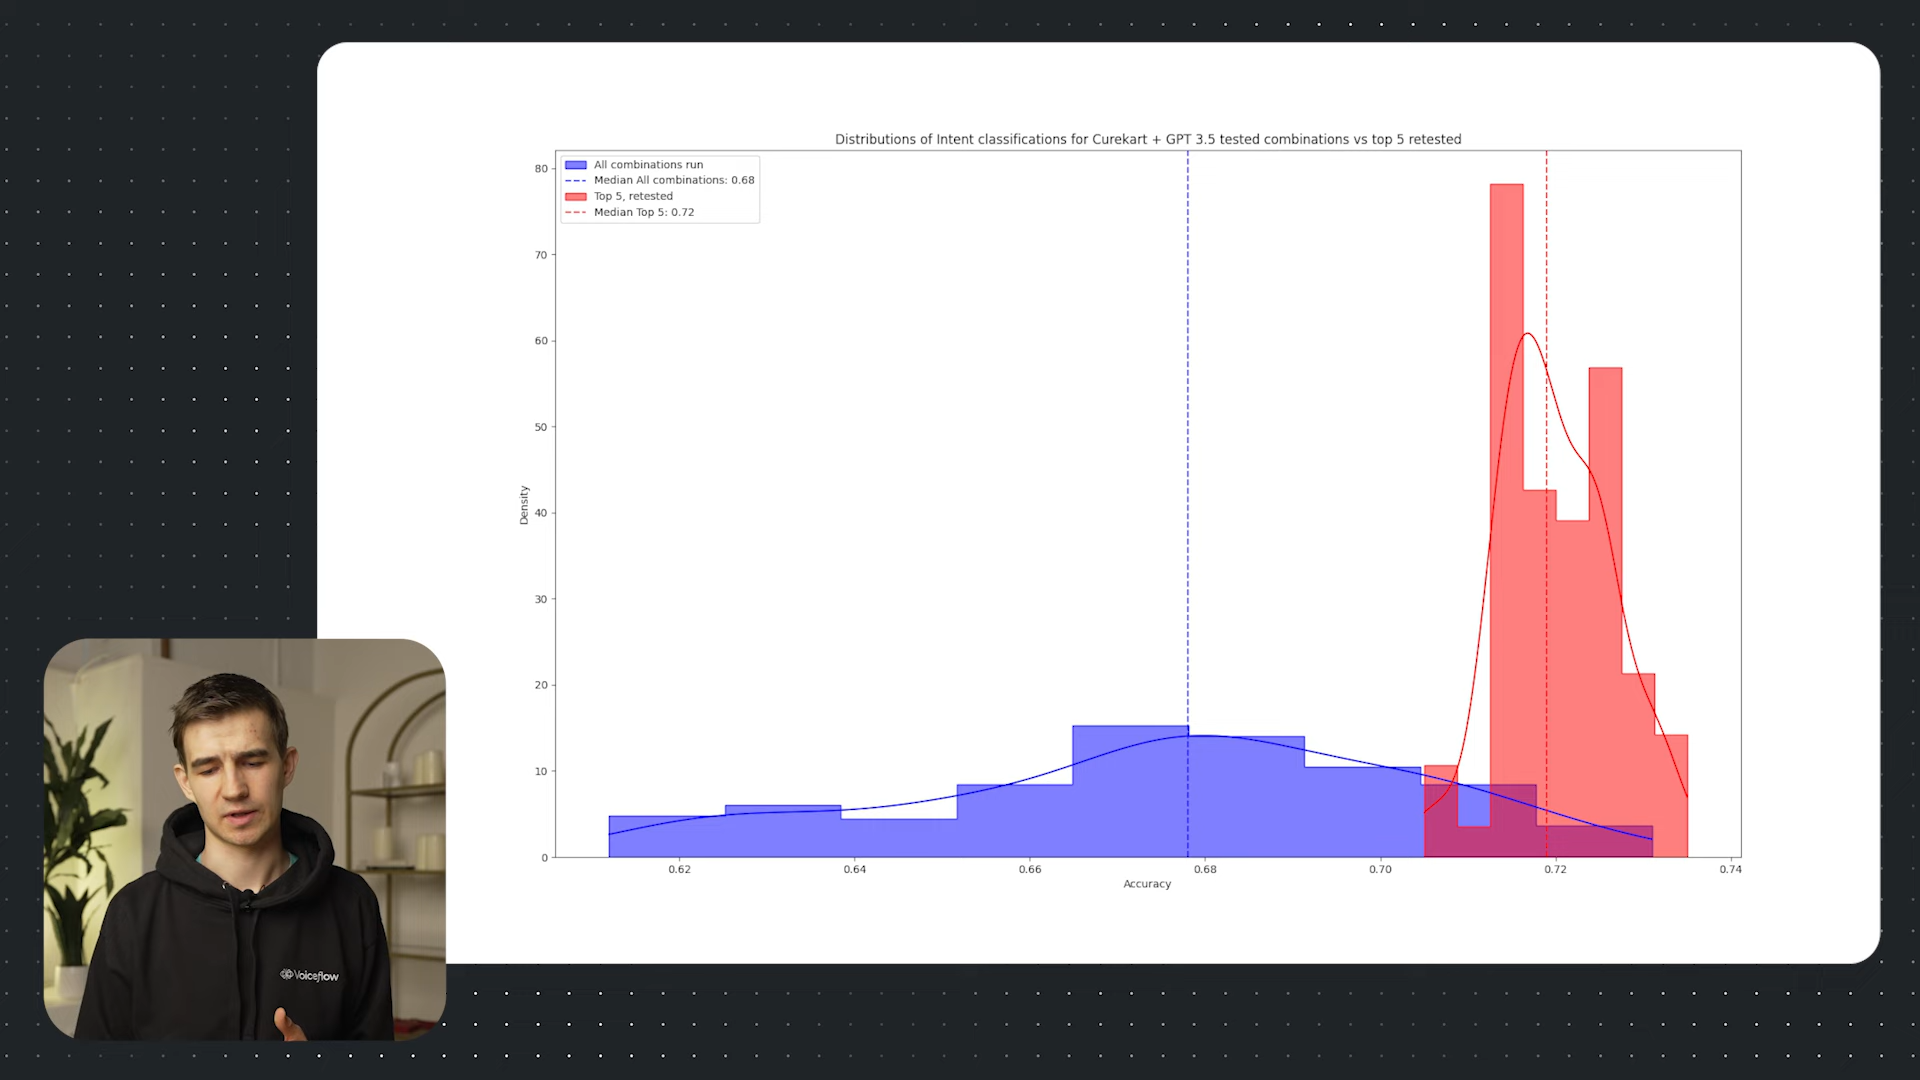 Distributions of Intent classifications for Curekart + GPT 3.5 tested combinations vs top 5 retested
All combinations run
Median All combinations: 0.68
Top 5, retested
Median Top 5: 0.72
80
70
60
50
40
30
20
10
0
Density
0.62 0.64 0.66 0.68 0.70 0.72 0.74
Accuracy
Voiceflow